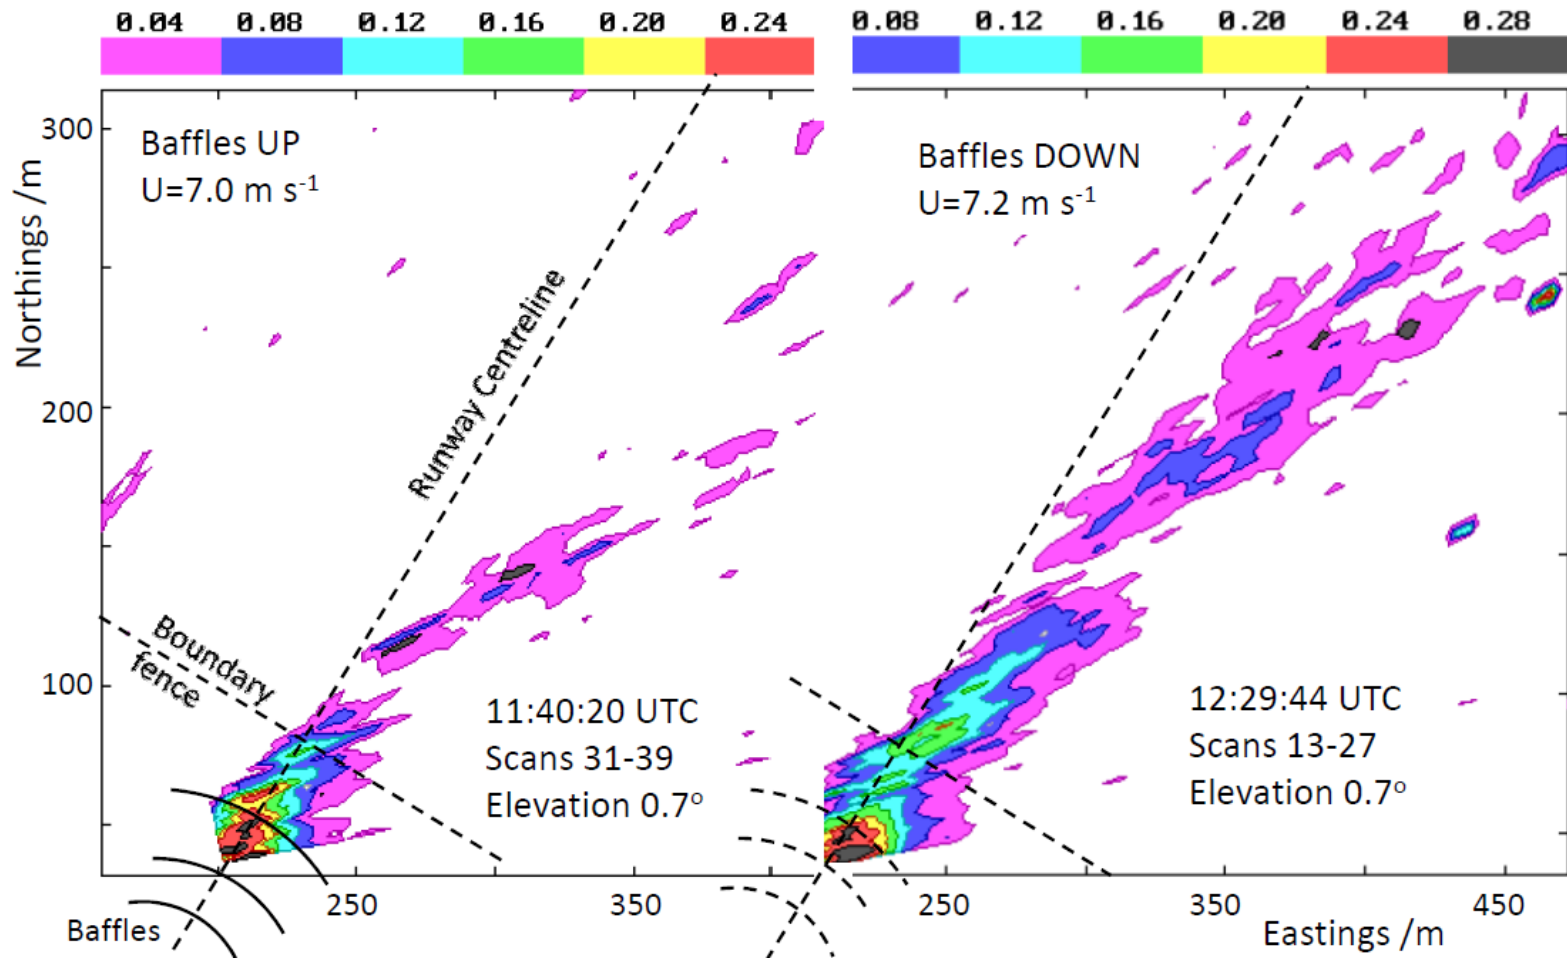 0.04 0.08 0.12 0.16 0.20 0.24
0.08 0.12 0.16 0.20 0.24 0.28
Baffles UP
U=7.0 m s⁻¹
Baffles DOWN
U=7.2 m s⁻¹
Northings /m
300
200
100
Runway Centreline
Boundary
fence
11:40:20 UTC
Scans 31-39
Elevation 0.7°
12:29:44 UTC
Scans 13-27
Elevation 0.7°
Baffles
250 350
250 350 450
Eastings /m